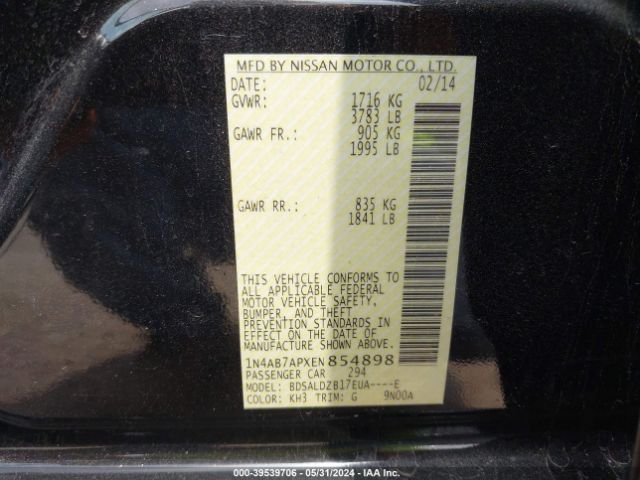 MFD BY NISSAN MOTOR CO., LTD.
DATE: 02/14
GVWR: 1716 KG
3783 LB
GAWR FR.: 905 KG
1995 LB
GAWR RR.: 835 KG
1841 LB
THIS VEHICLE CONFORMS TO
ALL APPLICABLE FEDERAL
MOTOR VEHICLE SAFETY,
BUMPER, AND THEFT
PREVENTION STANDARDS IN
EFFECT ON THE DATE OF
MANUFACTURE SHOWN ABOVE.
1N4AB7APXEN854898
PASSENGER CAR 294
MODEL: BDSALDZB17EUA----E
COLOR: KH3 TRIM: G 9N00A
000-39539706 - 05/31/2024 - IAA Inc.